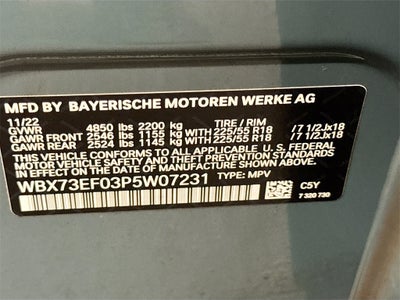 MFD BY BAYERISCHE MOTOREN WERKE AG
11/22 TIRE / RIM
GVWR 4850 lbs 2200 kg
GAWR FRONT 2546 lbs 1155 kg - 225/55 R18 / 7 1/2Jx18
GAWR REAR 2524 lbs 1145 kg - 225/55 R18 / 7 1/2Jx18
THIS VEHICLE CONFORMS TO ALL APPLICABLE U. S. FEDERAL
MOTOR VEHICLE SAFETY AND THEFT PREVENTION STANDARDS
IN EFFECT ON THE DATE OF MANUFACTURE SHOWN ABOVE.
WBX73EF03P5W07231 TYPE: MPV
C5Y
7 320 730